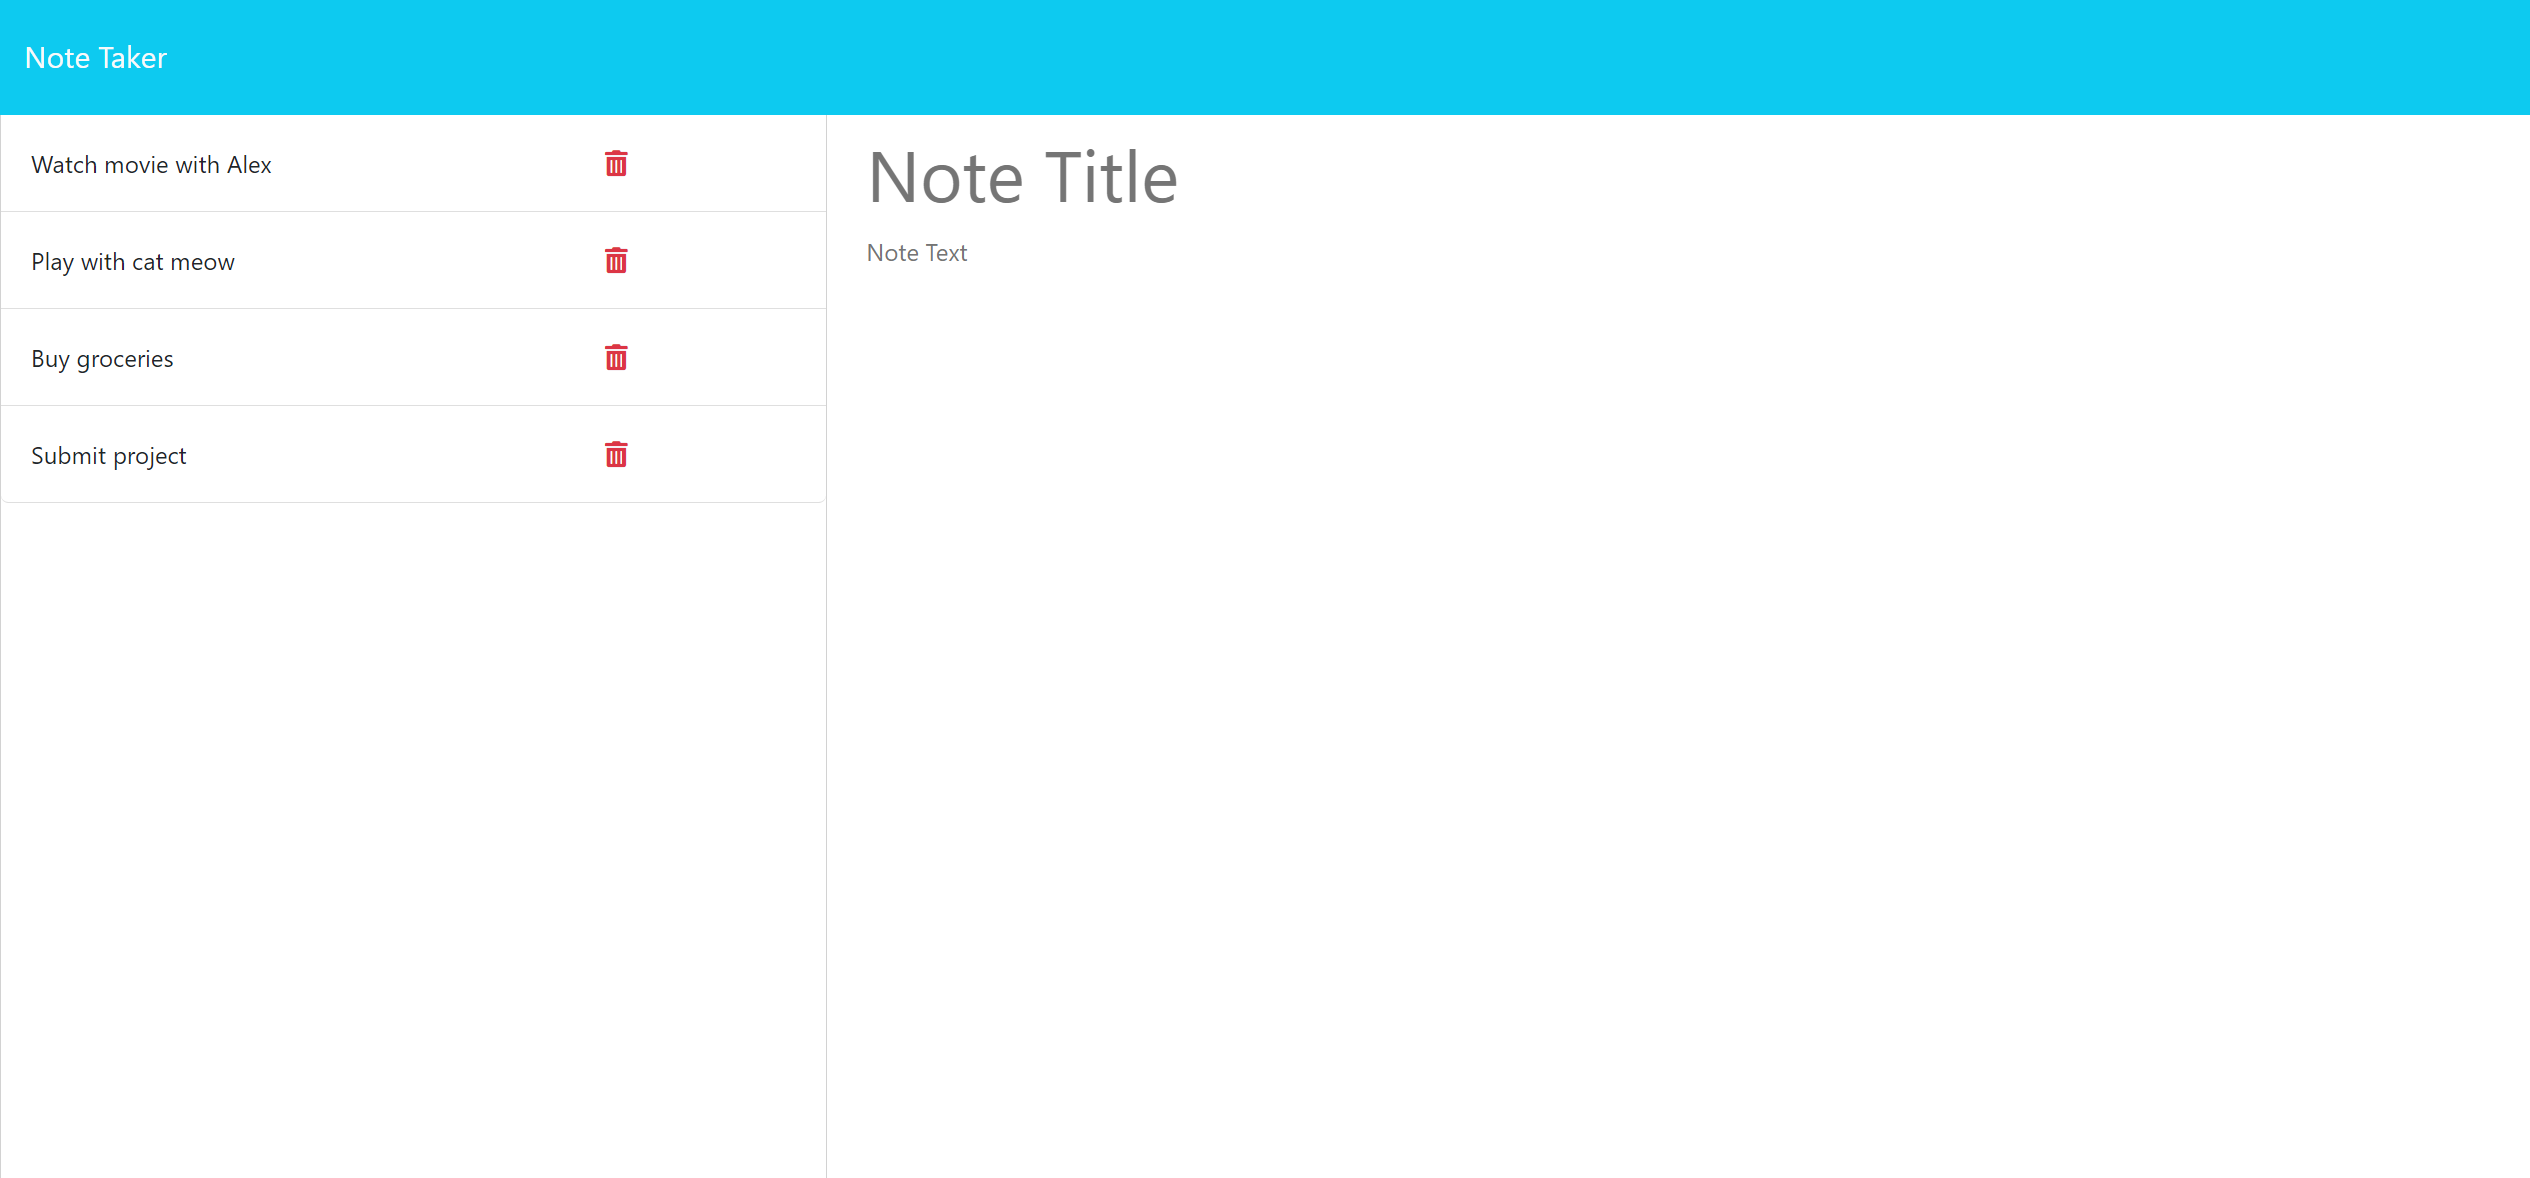 Note Taker
Watch movie with Alex
Play with cat meow
Buy groceries
Submit project
Note Title
Note Text